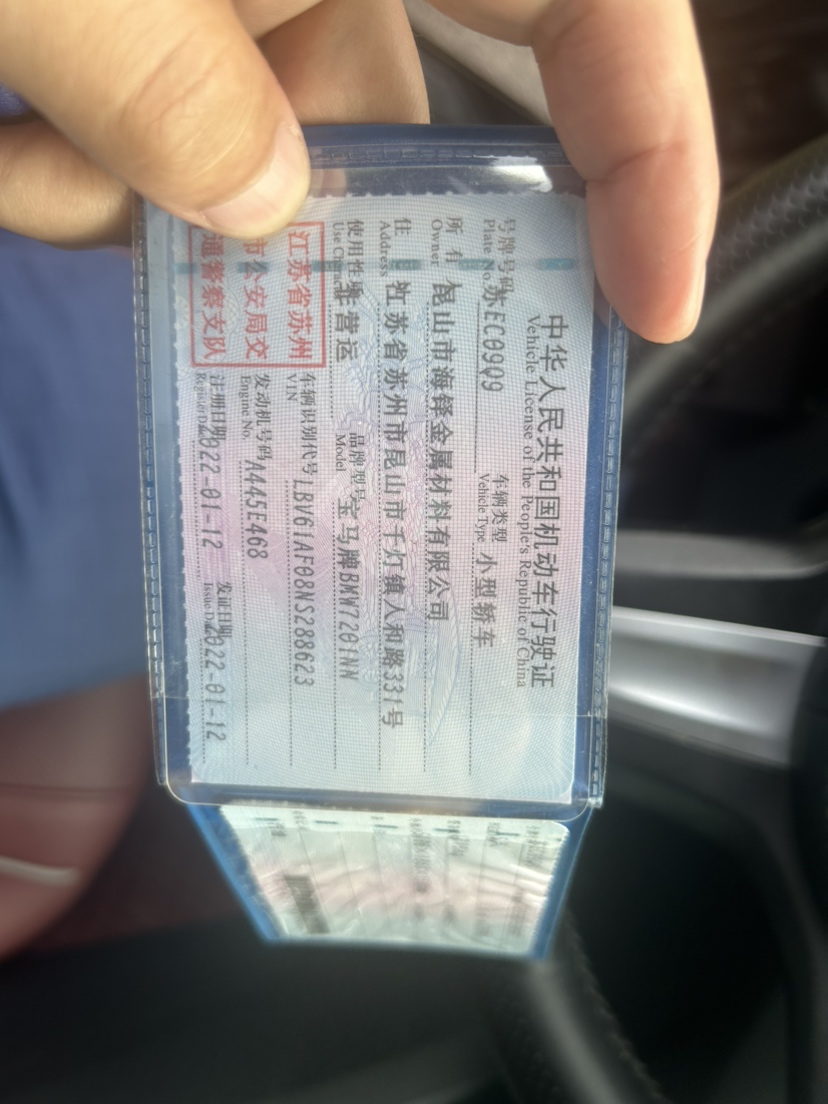 中华人民共和国机动车行驶证
Vehicle License of the People's Republic of China
号牌号码 苏EC09Q9 车辆类型 小型轿车
Plate No. Vehicle Type
所有 昆山市海铎金属材料有限公司
Owner
住 江苏省苏州市昆山市千灯镇人和路331号
Address
使用性质 非营运 品牌型号 宝马牌BMW7201NN
Use Model
江苏省苏州
市公安局交
通警察支队
车辆识别代号 LBV61AF08NS288623
VIN
发动机号码 A445E468
Engine No.
注册日期 2022-01-12 发证日期 2022-01-12
Register Issue